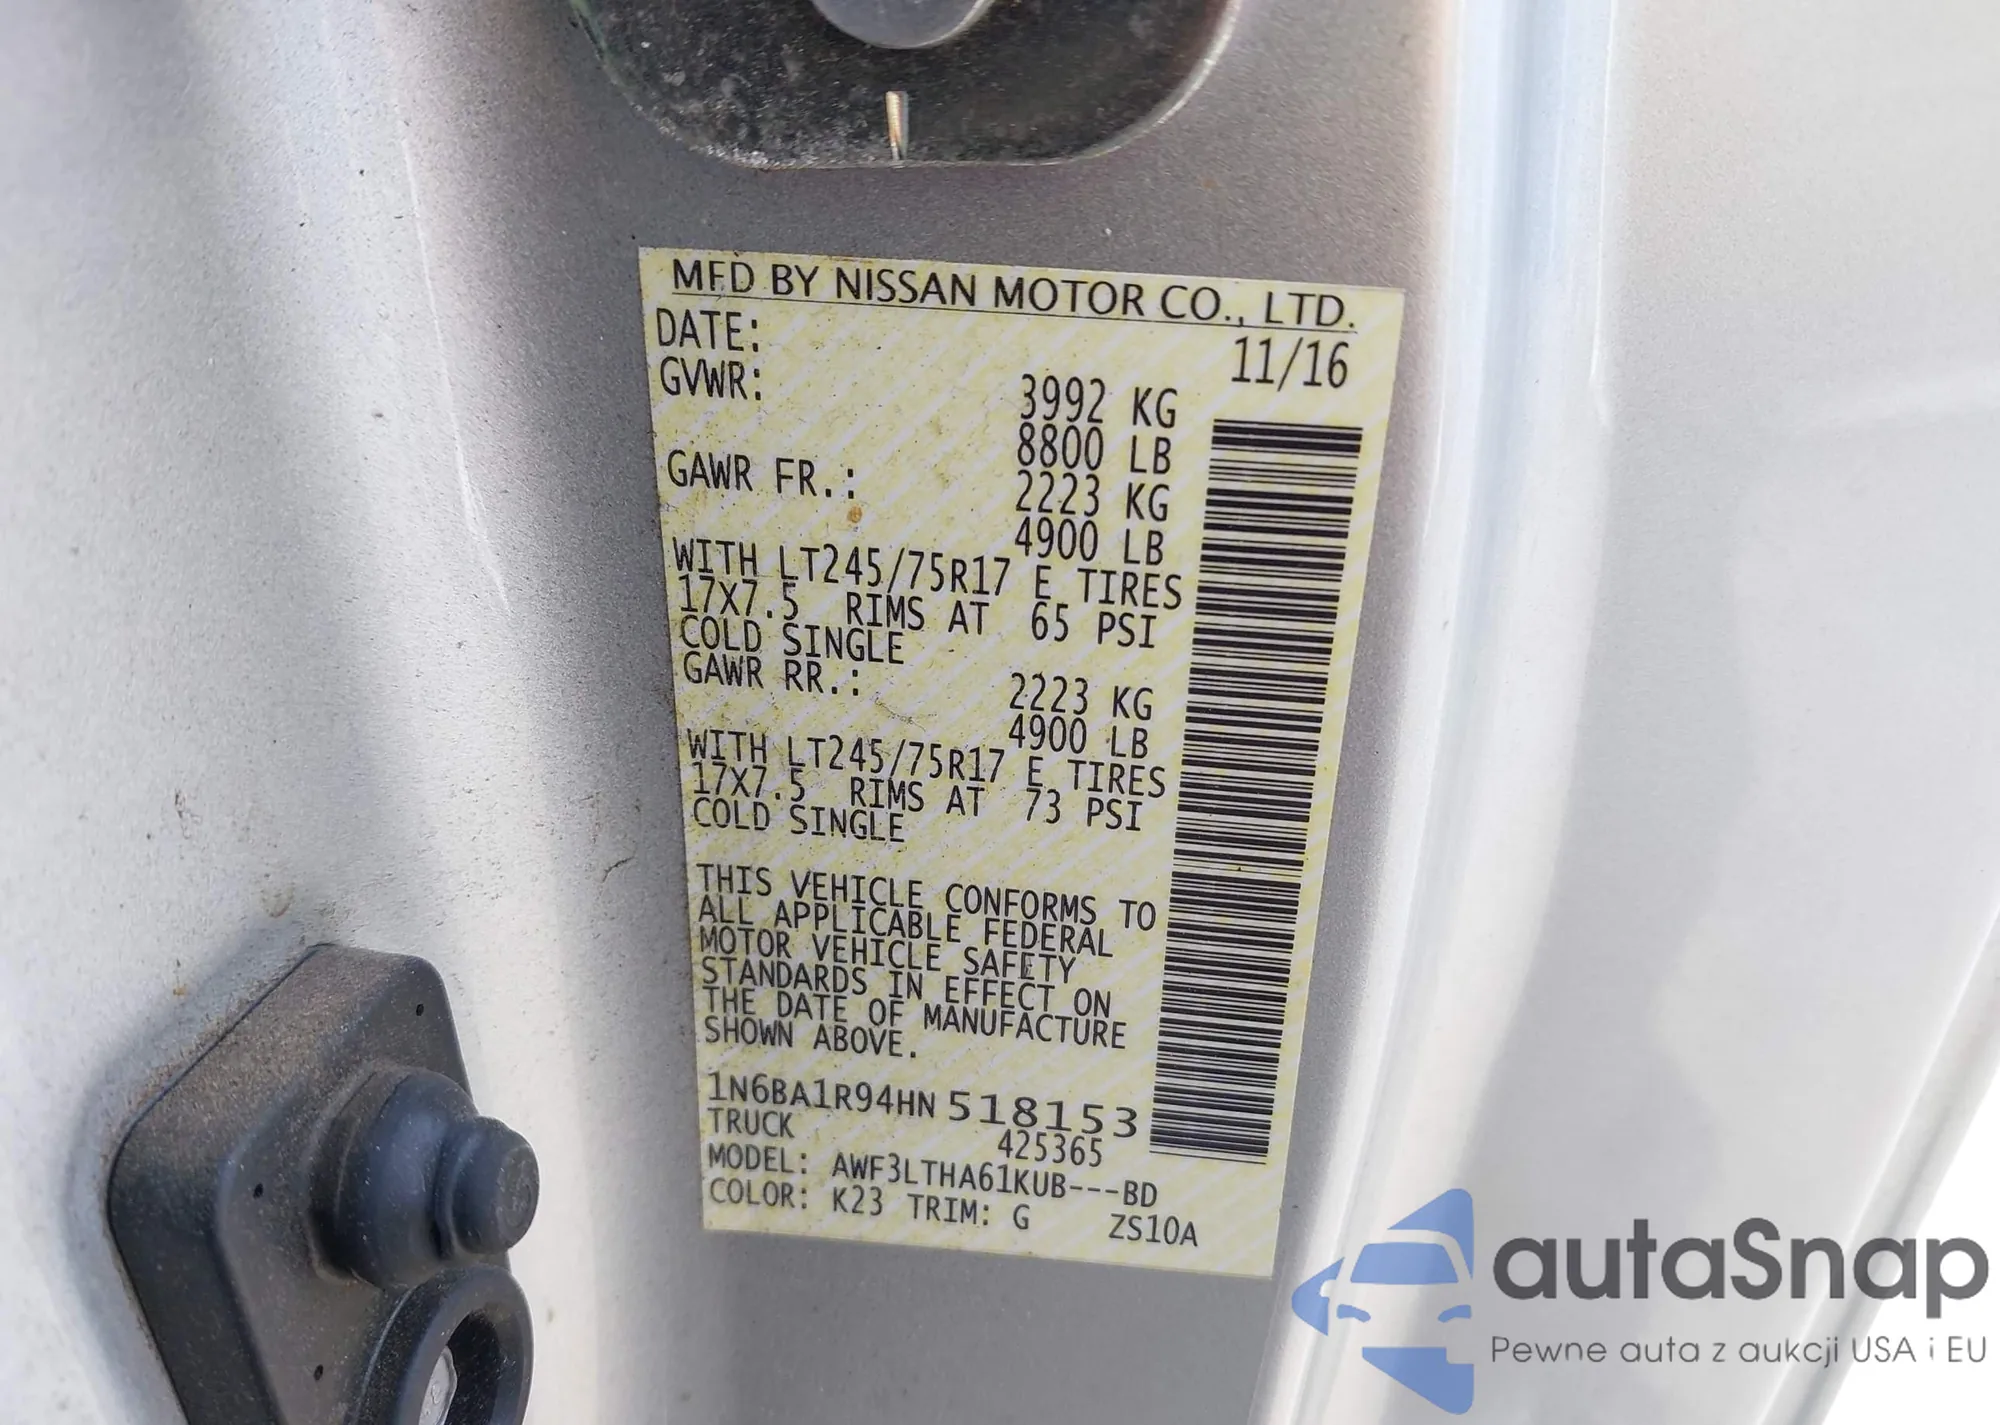 MFD BY NISSAN MOTOR CO., LTD.
DATE: 11/16
GVWR: 3992 KG
8800 LB
GAWR FR.: 2223 KG
4900 LB
WITH LT245/75R17 E TIRES
17X7.5 RIMS AT 65 PSI
COLD SINGLE
GAWR RR.: 2223 KG
4900 LB
WITH LT245/75R17 E TIRES
17X7.5 RIMS AT 73 PSI
COLD SINGLE
THIS VEHICLE CONFORMS TO
ALL APPLICABLE FEDERAL
MOTOR VEHICLE SAFETY
STANDARDS IN EFFECT ON
THE DATE OF MANUFACTURE
SHOWN ABOVE.
1N6BA1R94HN518153
TRUCK 425365
MODEL: AWF3LTHA61KUB---BD
COLOR: K23 TRIM: G ZS10A
autaSnap
Pewne auta z aukcji USA i EU